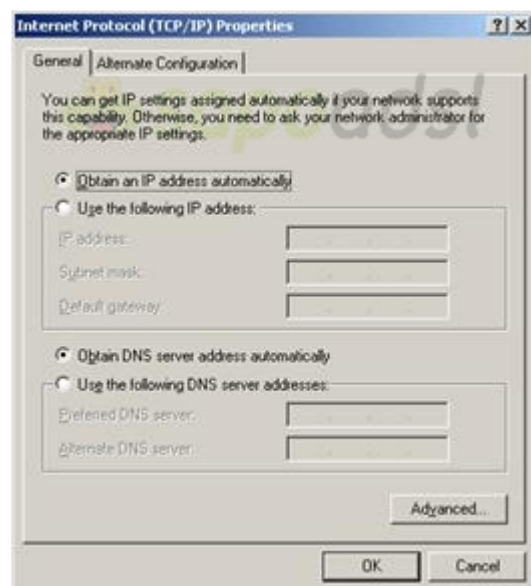 Internet Protocol (TCP/IP) Properties
General
Alternate Configuration
You can get IP settings assigned automatically if your network supports
this capability. Otherwise, you need to ask your network administrator for
the appropriate IP settings.
Obtain an IP address automatically
Use the following IP address:
IP address:
Subnet mask:
Default gateway:
Obtain DNS server address automatically
Use the following DNS server addresses:
Preferred DNS server:
Alternate DNS server:
Advanced...
OK
Cancel